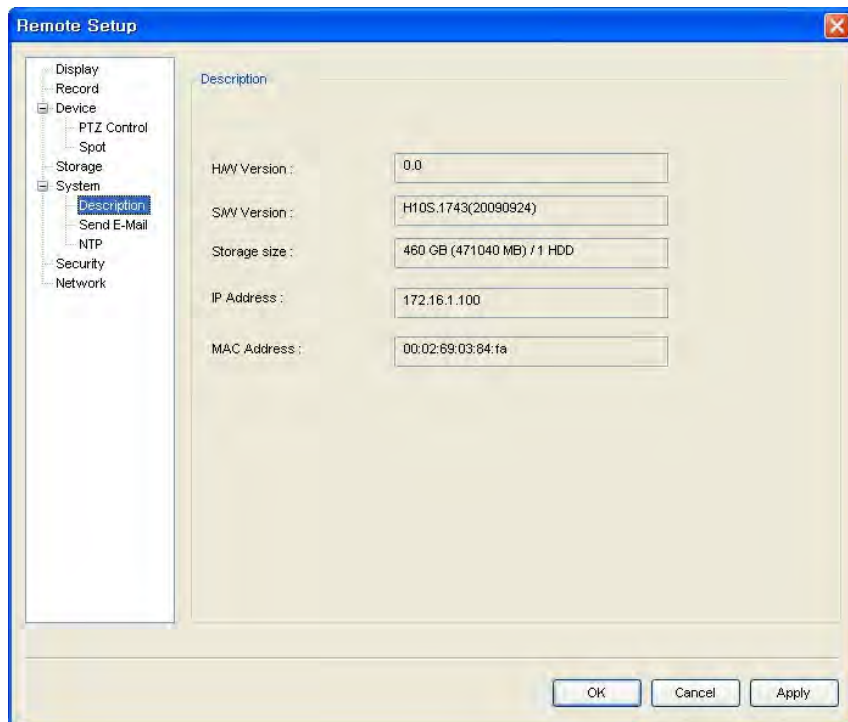 Remote Setup
Display
Record
Device
PTZ Control
Spot
Storage
System
Description
Send E-Mail
NTP
Security
Network
Description
H/W Version :
0.0
S/W Version :
H10S.1743(20090924)
Storage size :
460 GB (471040 MB) / 1 HDD
IP Address :
172.16.1.100
MAC Address :
00:02:69:03:84:fa
OK
Cancel
Apply